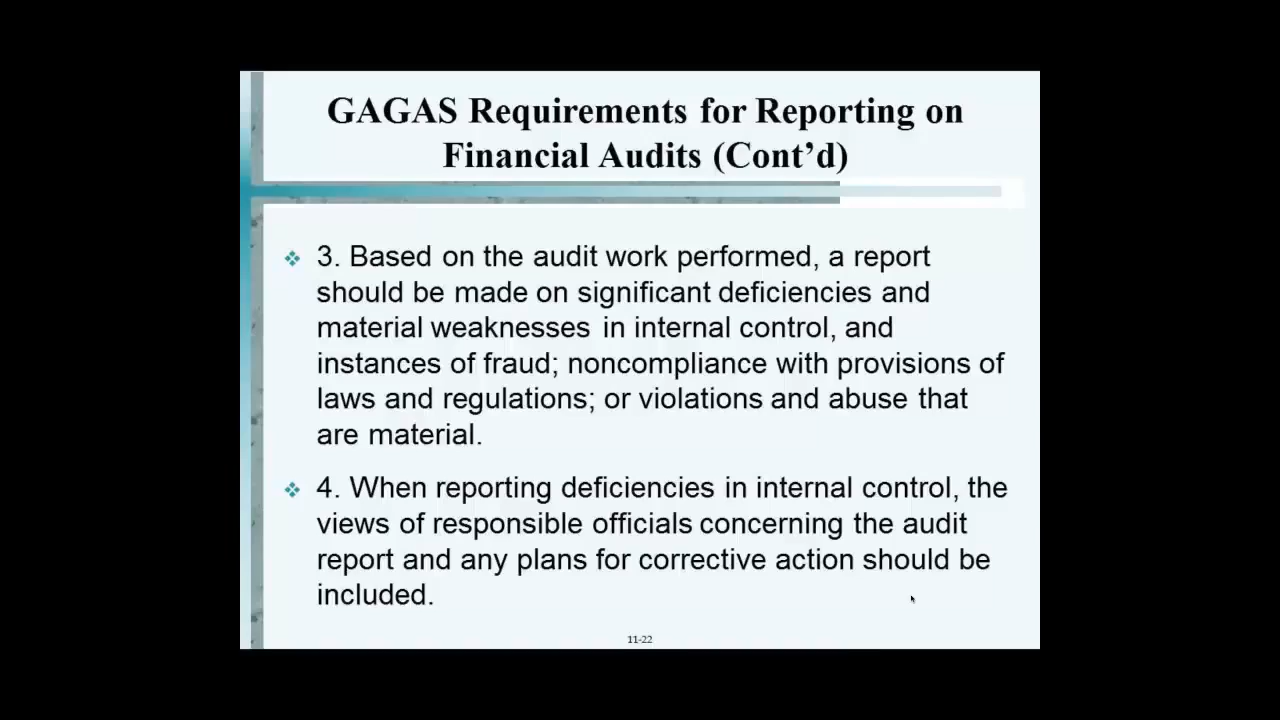 GAGAS Requirements for Reporting on
Financial Audits (Cont’d)
3. Based on the audit work performed, a report
should be made on significant deficiencies and
material weaknesses in internal control, and
instances of fraud; noncompliance with provisions of
laws and regulations; or violations and abuse that
are material.
4. When reporting deficiencies in internal control, the
views of responsible officials concerning the audit
report and any plans for corrective action should be
included.
11-22